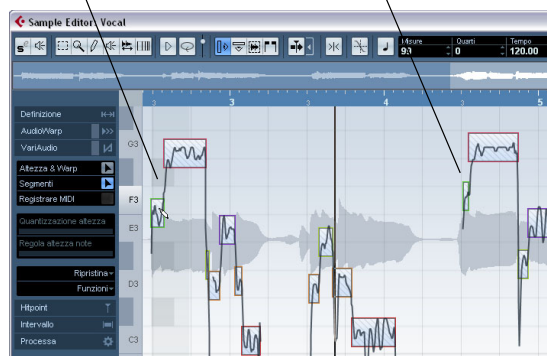 Sample Editor: Vocal
Misure Quarti Tempo
0 120.00
3 3 3 4 3 5
Definizione
AudioWarp
VariAudio
G3
Altezza & Warp
Segmenti
F3
Registrare MIDI
Quantizzazione altezza
E3
Regola altezza note
Ripristina
D3
Funzioni
Hitpoint
Intervallo
C3
Processa